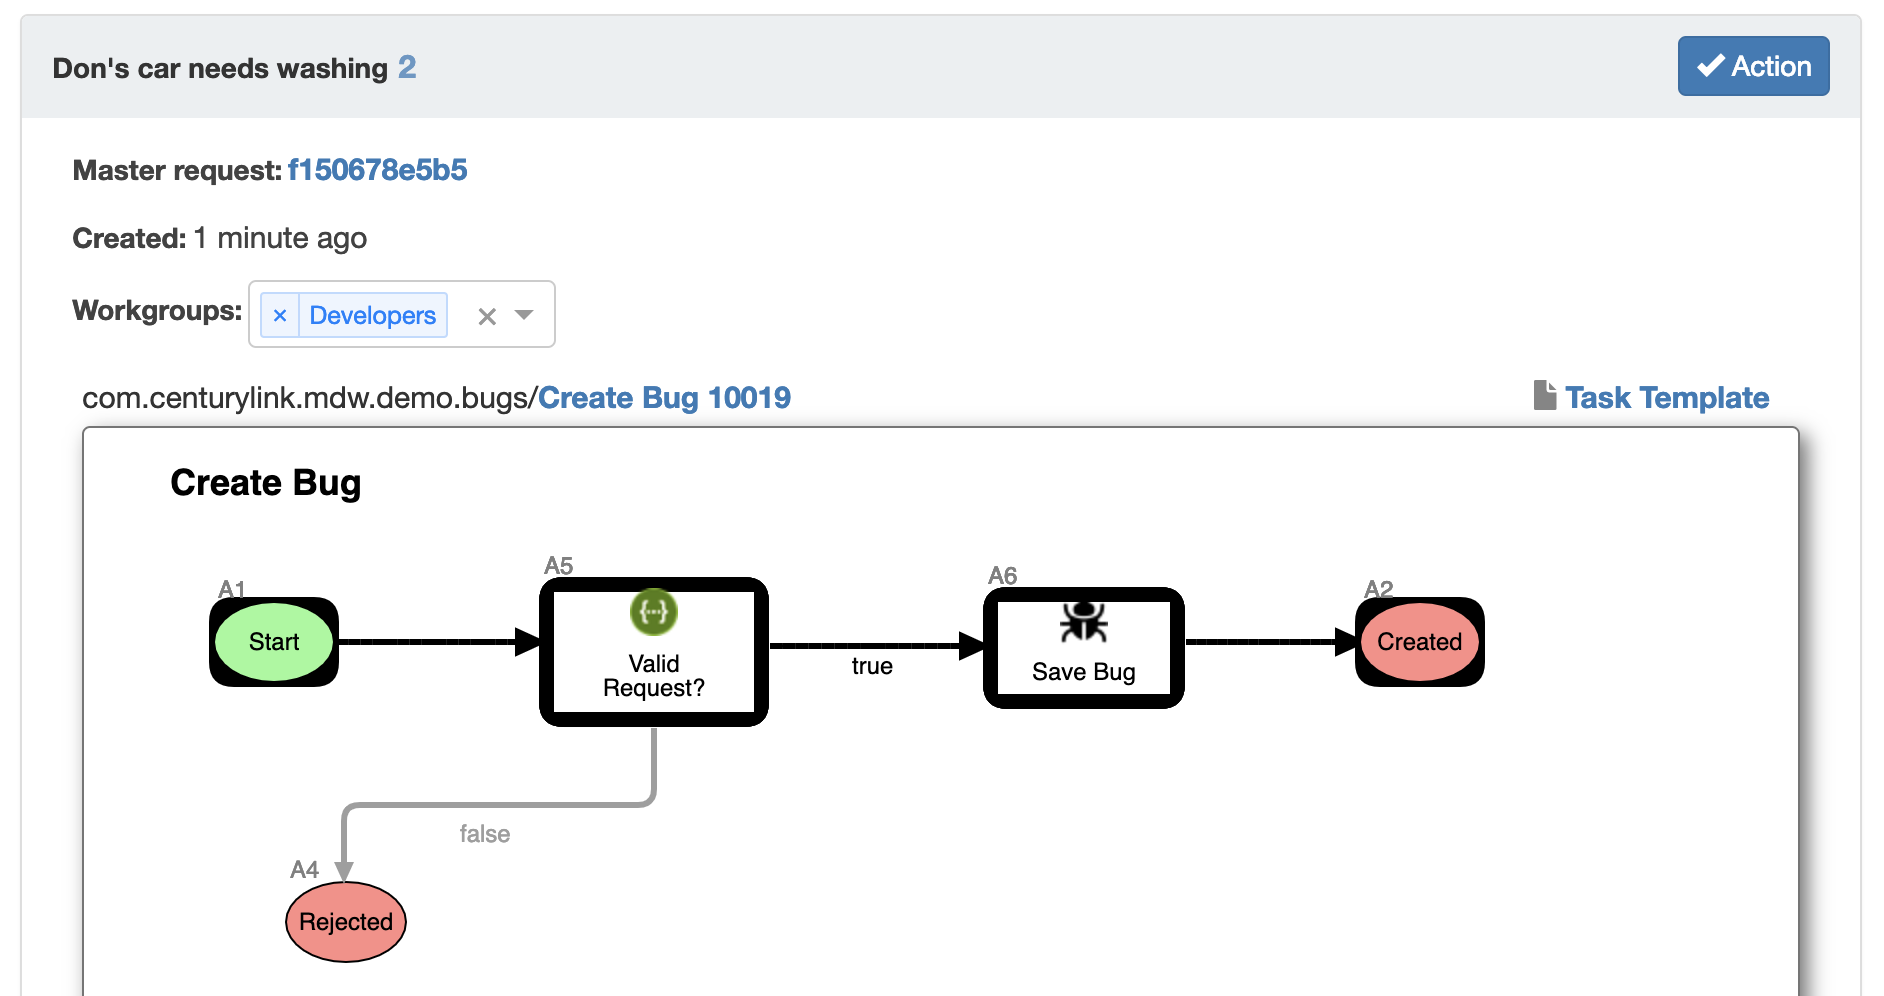 Don's car needs washing 2
Action
Master request: f150678e5b5
Created: 1 minute ago
Workgroups: × Developers ×
com.centurylink.mdw.demo.bugs/Create Bug 10019
Task Template
Create Bug
A1
Start
A5
{···}
Valid
Request?
true
A6
Save Bug
A2
Created
false
A4
Rejected